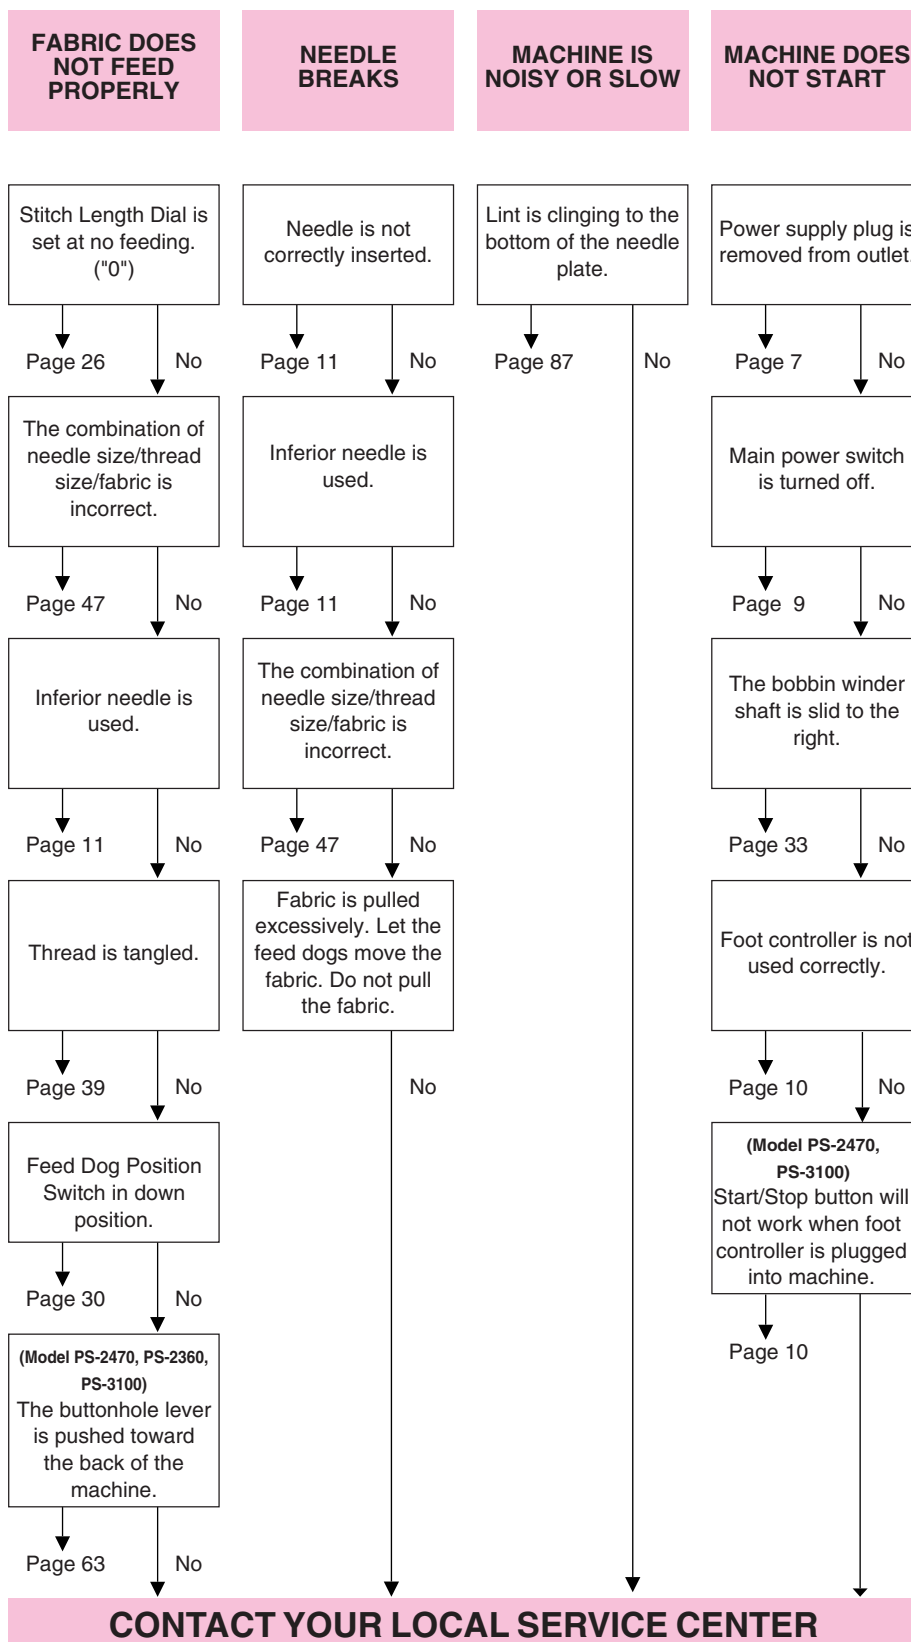 FABRIC DOES
NOT FEED
PROPERLY
Stitch Length Dial is
set at no feeding.
("0")
Page 26
No
The combination of
needle size/thread
size/fabric is
incorrect.
Page 47
No
Inferior needle is
used.
Page 11
No
Thread is tangled.
Page 39
No
Feed Dog Position
Switch in down
position.
Page 30
No
(Model PS-2470, PS-2360,
PS-3100)
The buttonhole lever
is pushed toward
the back of the
machine.
Page 63
No
NEEDLE
BREAKS
Needle is not
correctly inserted.
Page 11
No
Inferior needle is
used.
Page 11
No
The combination of
needle size/thread
size/fabric is
incorrect.
Page 47
No
Fabric is pulled
excessively. Let the
feed dogs move the
fabric. Do not pull
the fabric.
No
MACHINE IS
NOISY OR SLOW
Lint is clinging to the
bottom of the needle
plate.
Page 87
No
MACHINE DOES
NOT START
Power supply plug is
removed from outlet.
Page 7
No
Main power switch
is turned off.
Page 9
No
The bobbin winder
shaft is slid to the
right.
Page 33
No
Foot controller is not
used correctly.
Page 10
No
(Model PS-2470,
PS-3100)
Start/Stop button will
not work when foot
controller is plugged
into machine.
Page 10
CONTACT YOUR LOCAL SERVICE CENTER